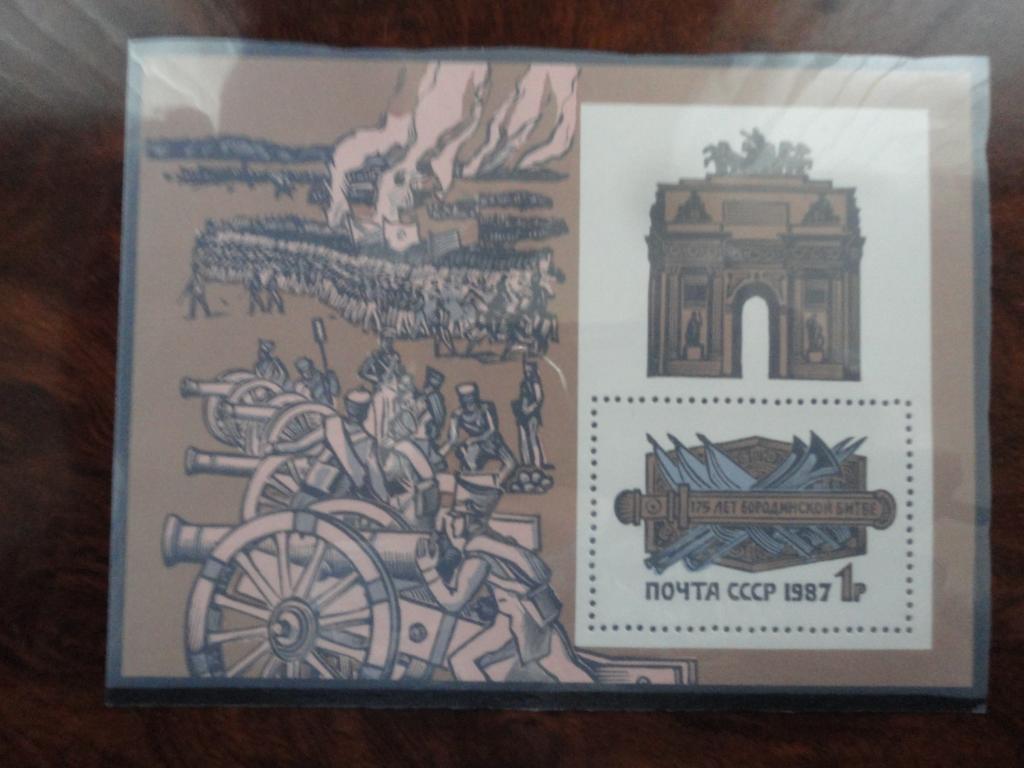 175 ЛЕТ БОРОДИНСКОЙ БИТВЕ
ПОЧТА СССР 1987 1р